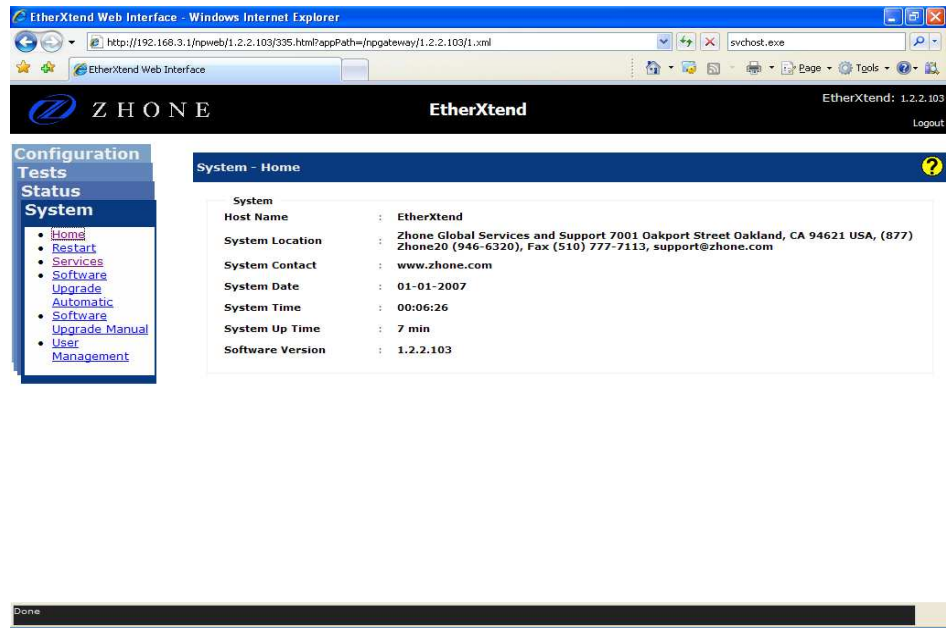 EtherXtend Web Interface - Windows Internet Explorer
http://192.168.3.1/npweb/1.2.2.103/335.html?appPath=/npgateway/1.2.2.103/1.xml
svchost.exe
EtherXtend Web Interface
Page
Tools
ZHONE
EtherXtend
EtherXtend: 1.2.2.103
Logout
Configuration
Tests
Status
System
Home
Restart
Services
Software
Upgrade
Automatic
Software
Upgrade Manual
User
Management
System - Home
?
System
Host Name : EtherXtend
System Location : Zhone Global Services and Support 7001 Oakport Street Oakland, CA 94621 USA, (877)
Zhone20 (946-6320), Fax (510) 777-7113, support@zhone.com
System Contact : www.zhone.com
System Date : 01-01-2007
System Time : 00:06:26
System Up Time : 7 min
Software Version : 1.2.2.103
Done